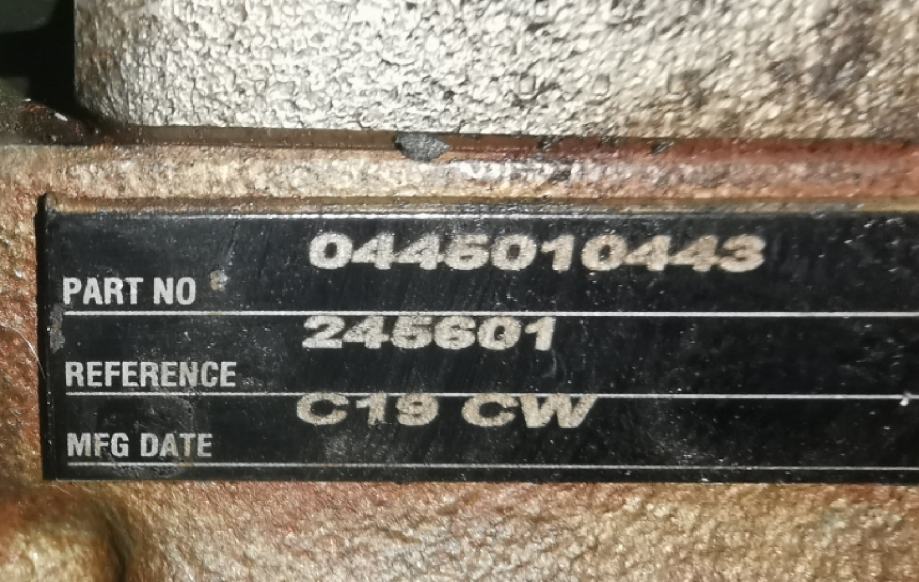 0445010443
PART NO
245601
REFERENCE
C19 CW
MFG DATE